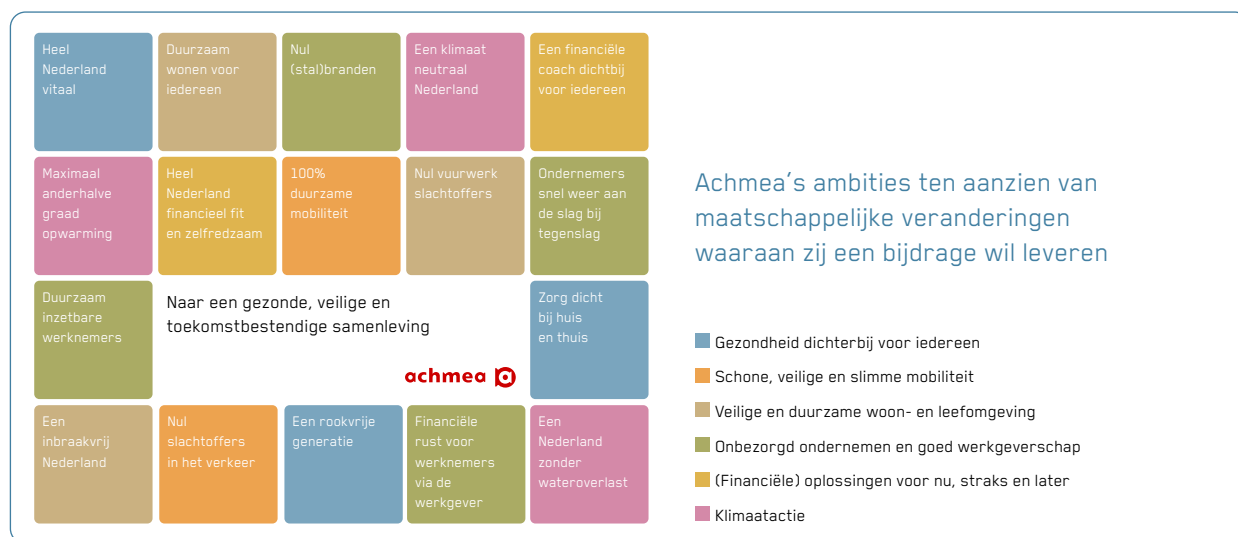 Heel
Nederland
vitaal
Duurzaam
wonen voor
iedereen
Nul
(stal)branden
Een klimaat
neutraal
Nederland
Een financiële
coach dichtbij
voor iedereen
Maximaal
anderhalve
graad
opwarming
Heel
Nederland
financieel fit
en zelfredzaam
100%
duurzame
mobiliteit
Nul vuurwerk
slachtoffers
Ondernemers
snel weer aan
de slag bij
tegenslag
Duurzaam
inzetbare
werknemers
Naar een gezonde, veilige en
toekomstbestendige samenleving
achmea
Zorg dicht
bij huis
en thuis
Een
inbraakvrij
Nederland
Nul
slachtoffers
in het verkeer
Een rookvrije
generatie
Financiële
rust voor
werknemers
via de
werkgever
Een
Nederland
zonder
wateroverlast
Achmea's ambities ten aanzien van
maatschappelijke veranderingen
waaraan zij een bijdrage wil leveren
Gezondheid dichterbij voor iedereen
Schone, veilige en slimme mobiliteit
Veilige en duurzame woon- en leefomgeving
Onbezorgd ondernemen en goed werkgeverschap
(Financiële) oplossingen voor nu, straks en later
Klimaatactie